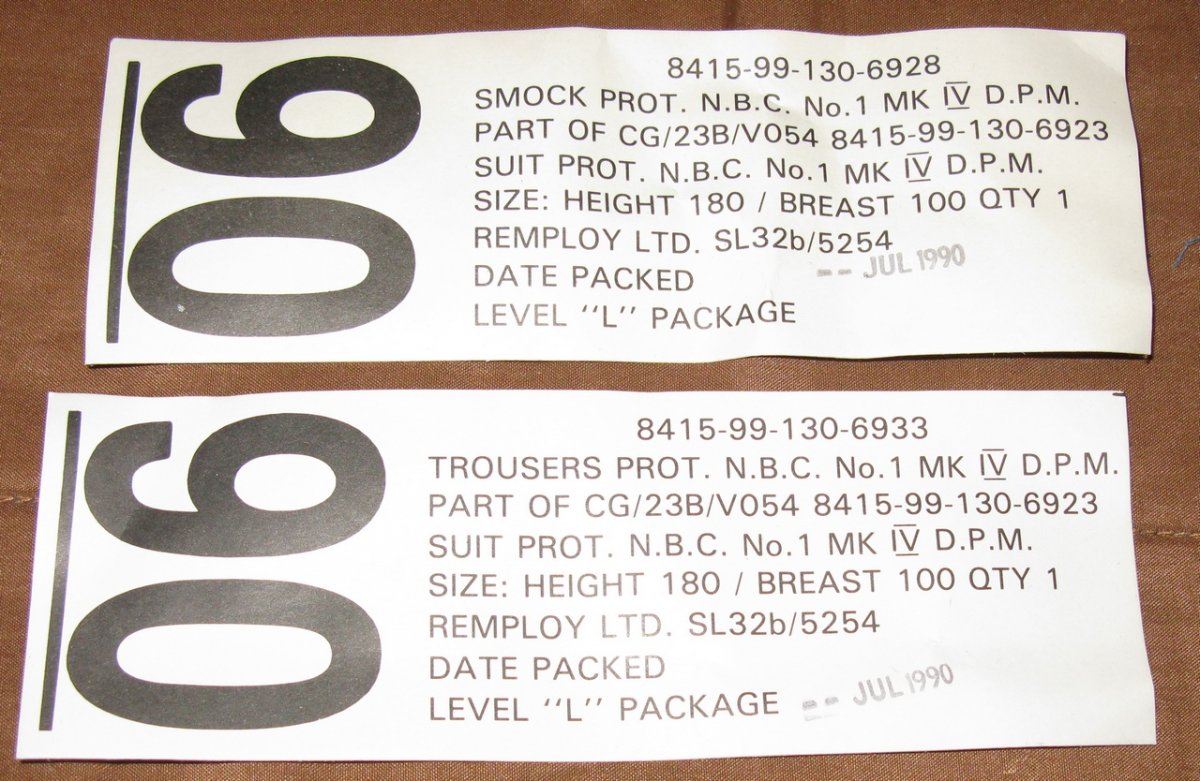 90
8415-99-130-6928
SMOCK PROT. N.B.C. No.1 MK IV D.P.M.
PART OF CG/23B/V054 8415-99-130-6923
SUIT PROT. N.B.C. No.1 MK IV D.P.M.
SIZE: HEIGHT 180 / BREAST 100 QTY 1
REMPLOY LTD. SL32b/5254
DATE PACKED -- JUL 1990
LEVEL "L" PACKAGE
90
8415-99-130-6933
TROUSERS PROT. N.B.C. No.1 MK IV D.P.M.
PART OF CG/23B/V054 8415-99-130-6923
SUIT PROT. N.B.C. No.1 MK IV D.P.M.
SIZE: HEIGHT 180 / BREAST 100 QTY 1
REMPLOY LTD. SL32b/5254
DATE PACKED
LEVEL "L" PACKAGE -- JUL 1990